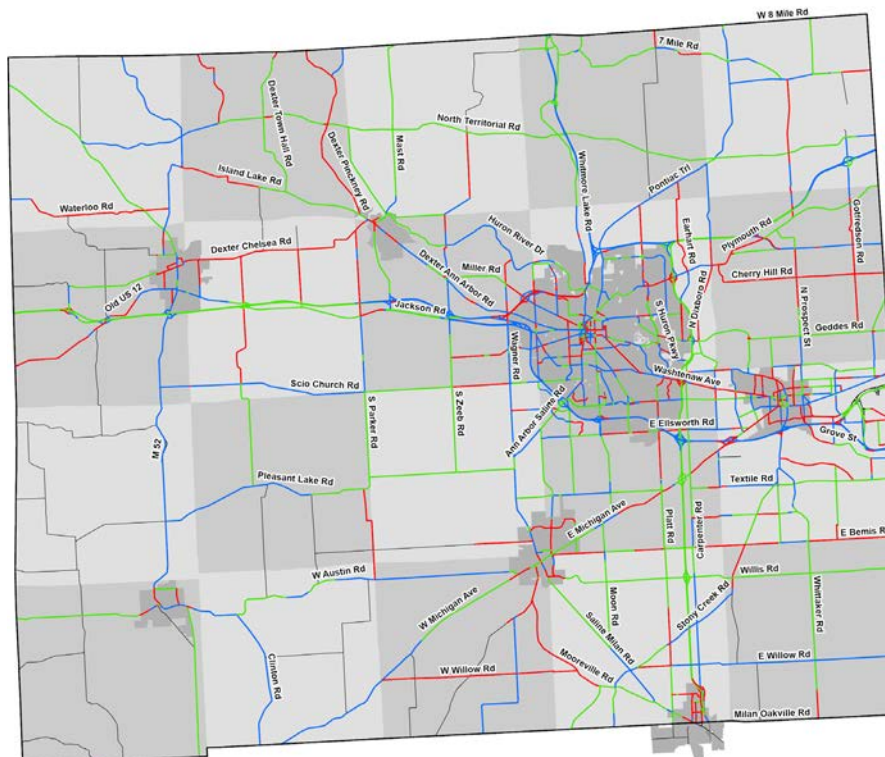 W 8 Mile Rd
7 Mile Rd
Dexter Town Hall Rd
Dexter Pinckney Rd
Mast Rd
North Territorial Rd
Whitmore Lake Rd
Pontiac Trl
Island Lake Rd
Waterloo Rd
Huron River Dr
Earhart Rd
Plymouth Rd
Gotfredson Rd
Dexter Chelsea Rd
Miller Rd
Dexter Ann Arbor Rd
Cherry Hill Rd
N Dixboro Rd
Old US 12
Jackson Rd
S Huron Pkwy
N Prospect St
Geddes Rd
Wagner Rd
Washtenaw Ave
Scio Church Rd
S Parker Rd
S Zeeb Rd
Ann Arbor Saline Rd
E Ellsworth Rd
Grove St
M 52
Pleasant Lake Rd
Textile Rd
E Michigan Ave
Platt Rd
Carpenter Rd
E Bemis R
W Austin Rd
Willis Rd
W Michigan Ave
Moon Rd
Stony Creek Rd
Whittaker Rd
Saline Milan Rd
Clinton Rd
W Willow Rd
Mooreville Rd
E Willow Rd
Milan Oakville Rd